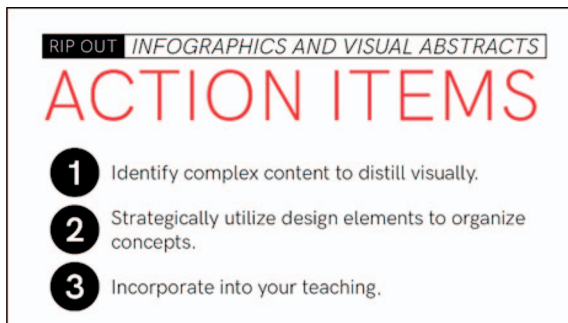 RIP OUT INFOGRAPHICS AND VISUAL ABSTRACTS
ACTION ITEMS
1 Identify complex content to distill visually.
2 Strategically utilize design elements to organize
concepts.
3 Incorporate into your teaching.